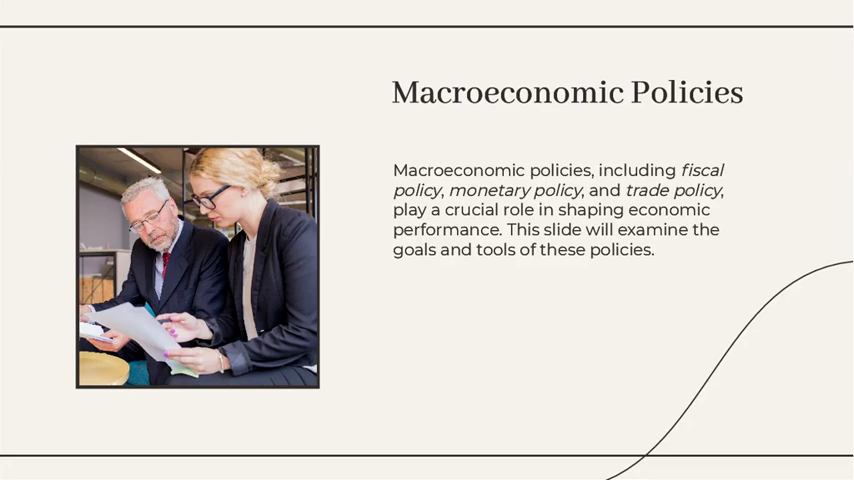 Macroeconomic Policies
Macroeconomic policies, including fiscal
policy, monetary policy, and trade policy,
play a crucial role in shaping economic
performance. This slide will examine the
goals and tools of these policies.